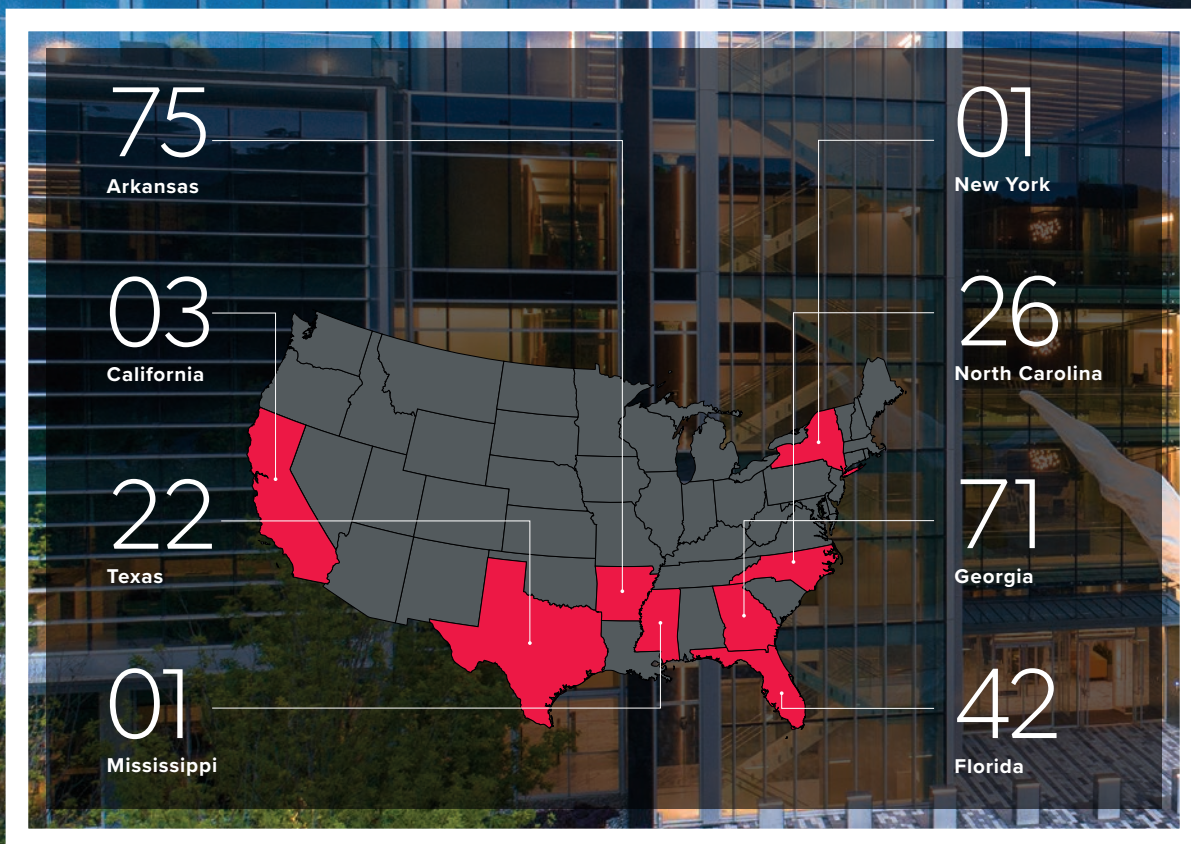 75
Arkansas
03
California
22
Texas
01
Mississippi
01
New York
26
North Carolina
71
Georgia
42
Florida